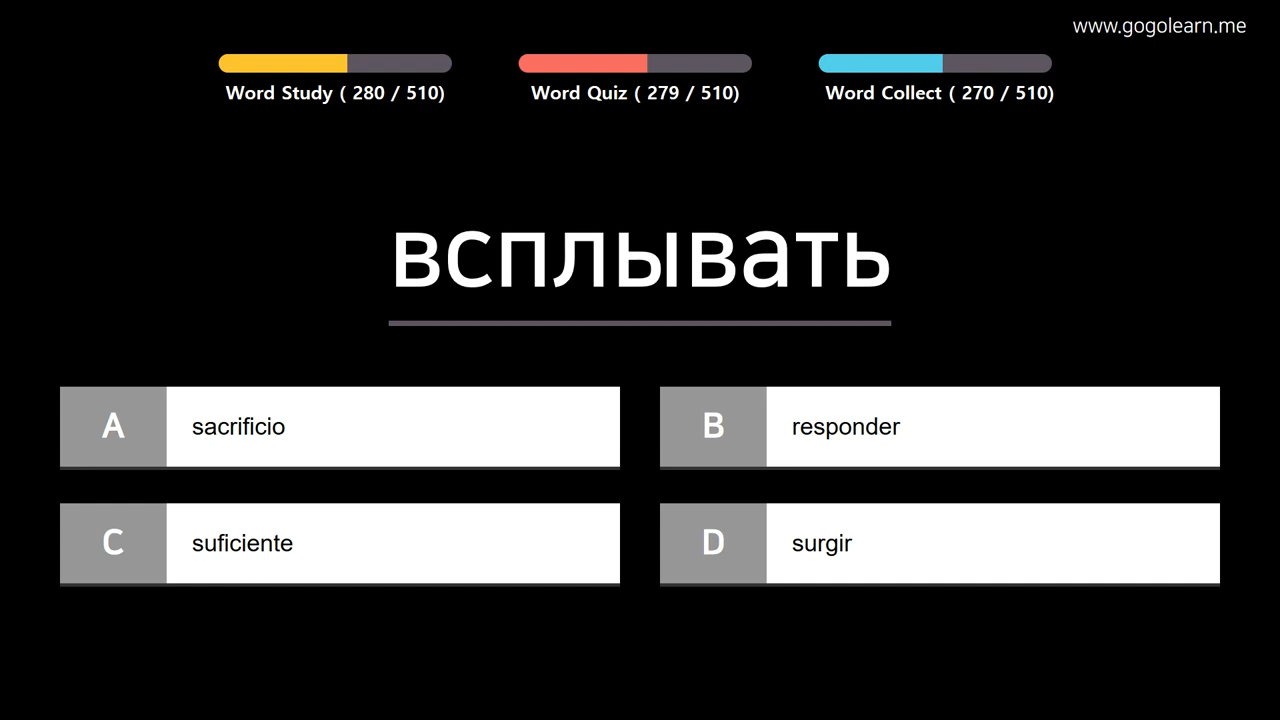 www.gogolearn.me
Word Study ( 280 / 510)
Word Quiz ( 279 / 510)
Word Collect ( 270 / 510)
всплывать
A sacrificio
B responder
C suficiente
D surgir